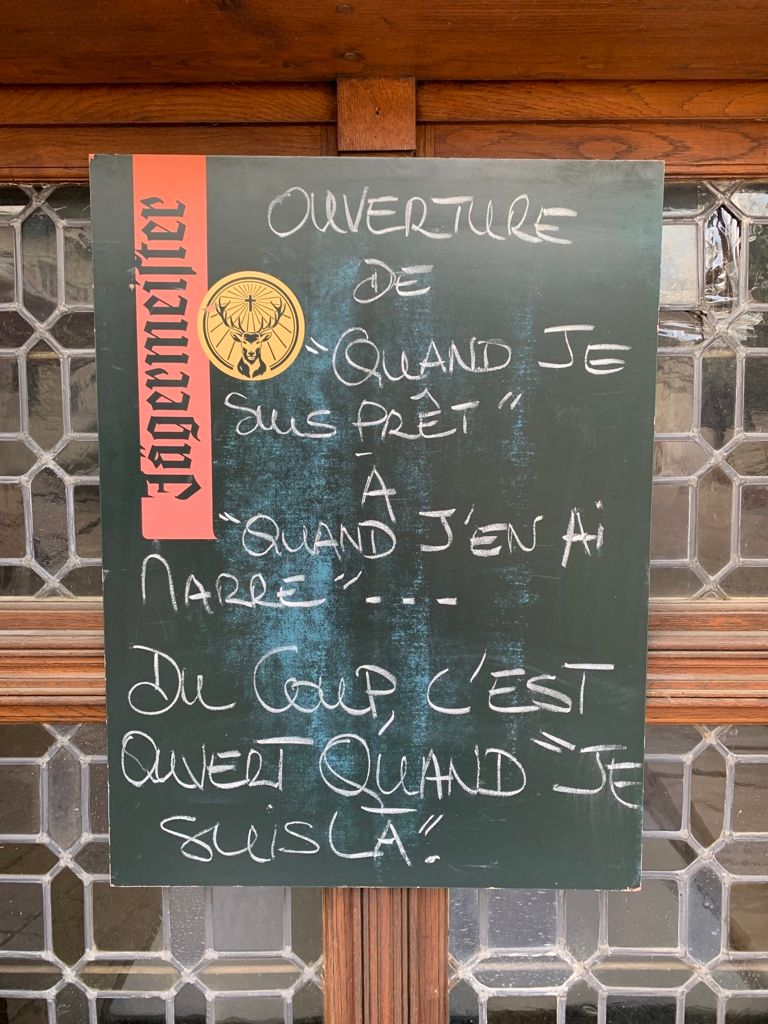 Jägermeister
OUVERTURE
DE
"QUAND JE
SUIS PRÊT"
À
"QUAND J'EN AI
MARRE"---
DU COUP, C'EST
OUVERT QUAND "JE
SUIS LÀ".